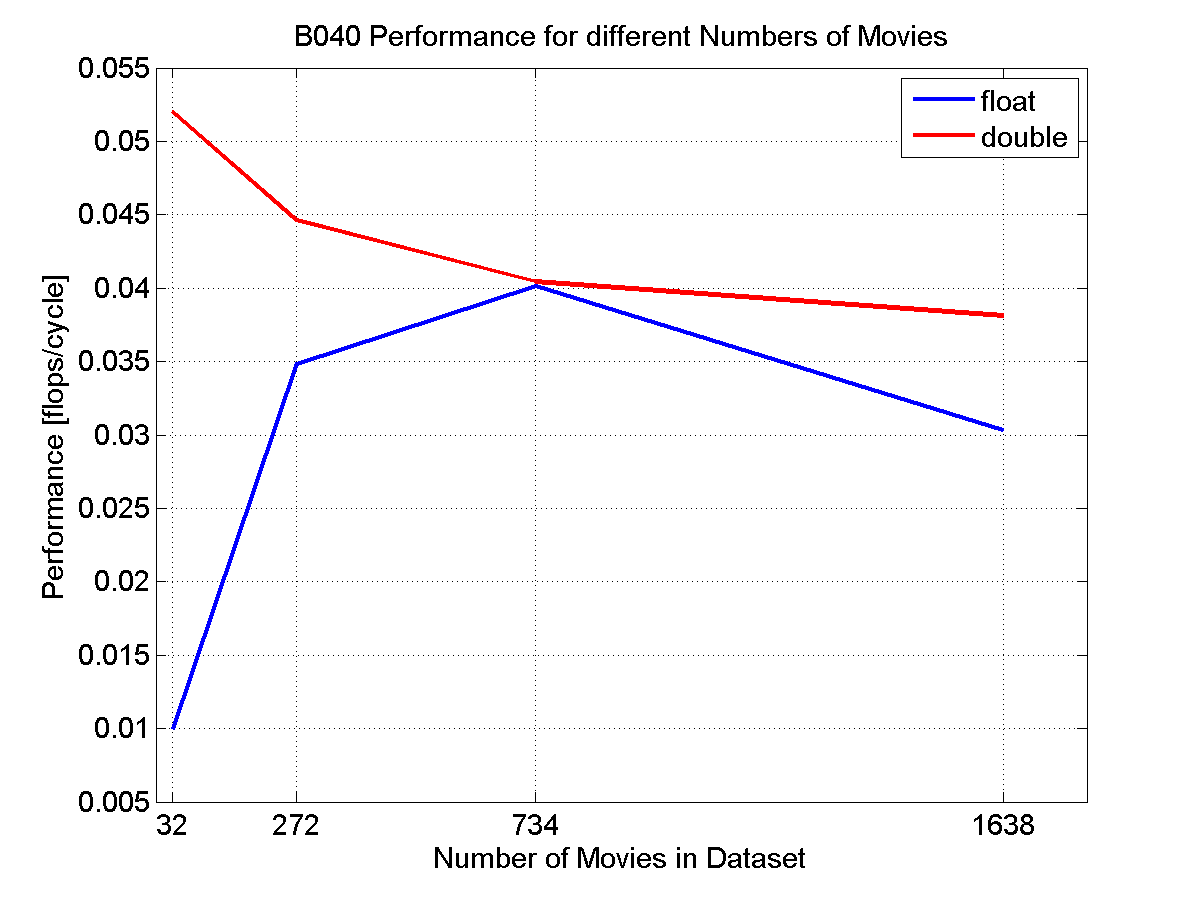 B040 Performance for different Numbers of Movies
float
double
Performance [flops/cycle]
0.055
0.05
0.045
0.04
0.035
0.03
0.025
0.02
0.015
0.01
0.005
32 272 734 1638
Number of Movies in Dataset